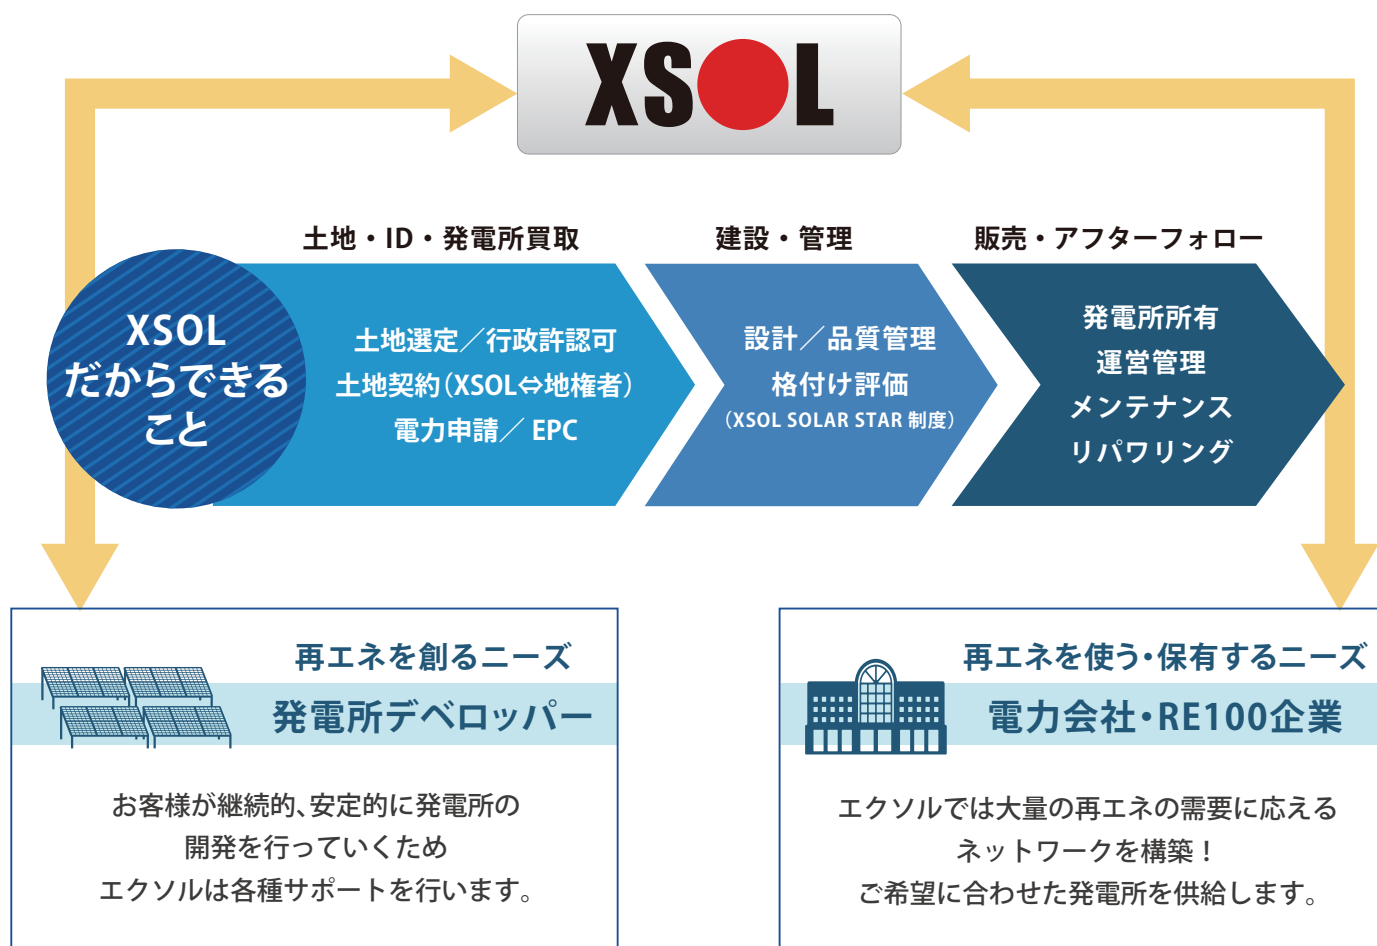 XSOL
土地・ID・発電所買取
建設・管理
販売・アフターフォロー
XSOL
だからできる
こと
土地選定／行政許認可
土地契約（XSOL⇔地権者）
電力申請／ EPC
設計／品質管理
格付け評価
（XSOL SOLAR STAR 制度）
発電所所有
運営管理
メンテナンス
リパワリング
再エネを創るニーズ
発電所デベロッパー
お客様が継続的、安定的に発電所の
開発を行っていくため
エクソルは各種サポートを行います。
再エネを使う・保有するニーズ
電力会社・RE100企業
エクソルでは大量の再エネの需要に応える
ネットワークを構築！
ご希望に合わせた発電所を供給します。